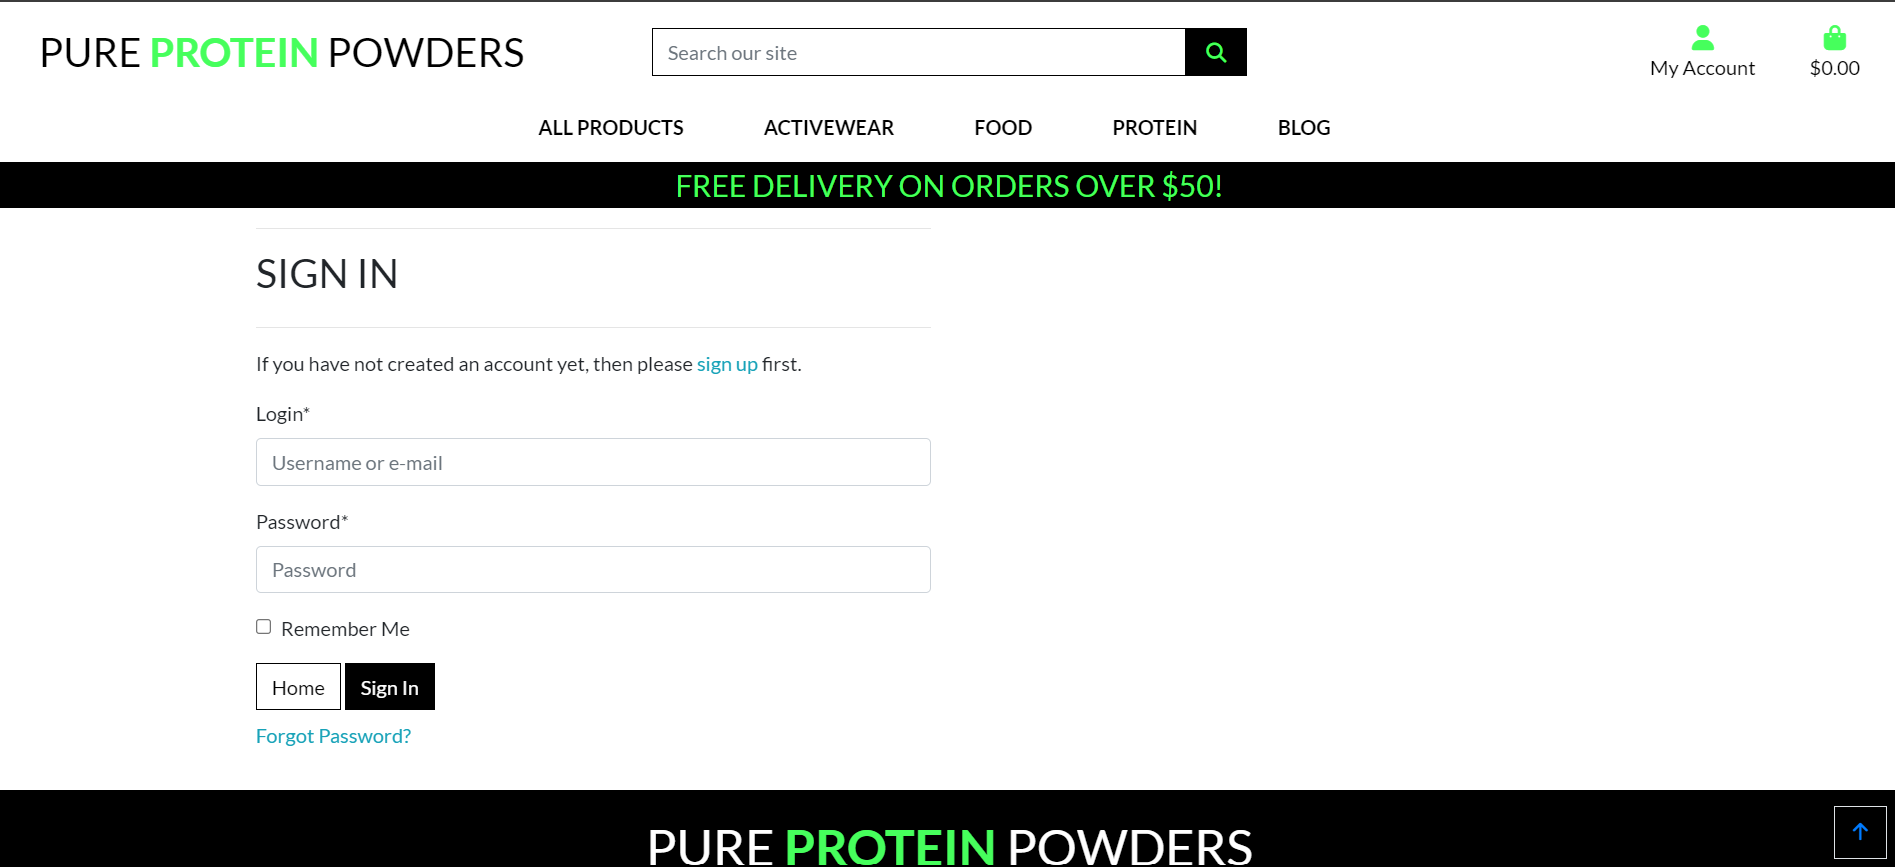 PURE PROTEIN POWDERS
Search our site
My Account
$0.00
ALL PRODUCTS
ACTIVEWEAR
FOOD
PROTEIN
BLOG
FREE DELIVERY ON ORDERS OVER $50!
SIGN IN
If you have not created an account yet, then please sign up first.
Login*
Username or e-mail
Password*
Password
Remember Me
Home
Sign In
Forgot Password?
PURE PROTEIN POWDERS